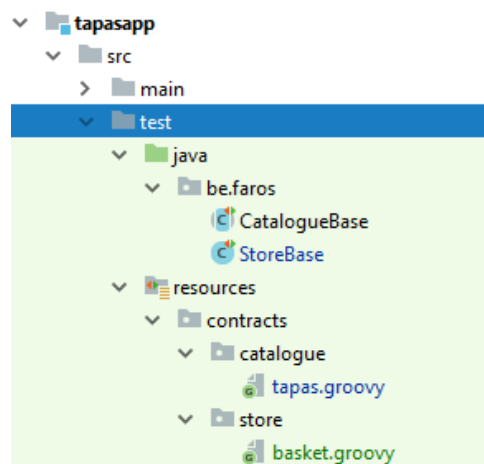 tapasapp
src
main
test
java
be.faros
CatalogueBase
StoreBase
resources
contracts
catalogue
tapas.groovy
store
basket.groovy